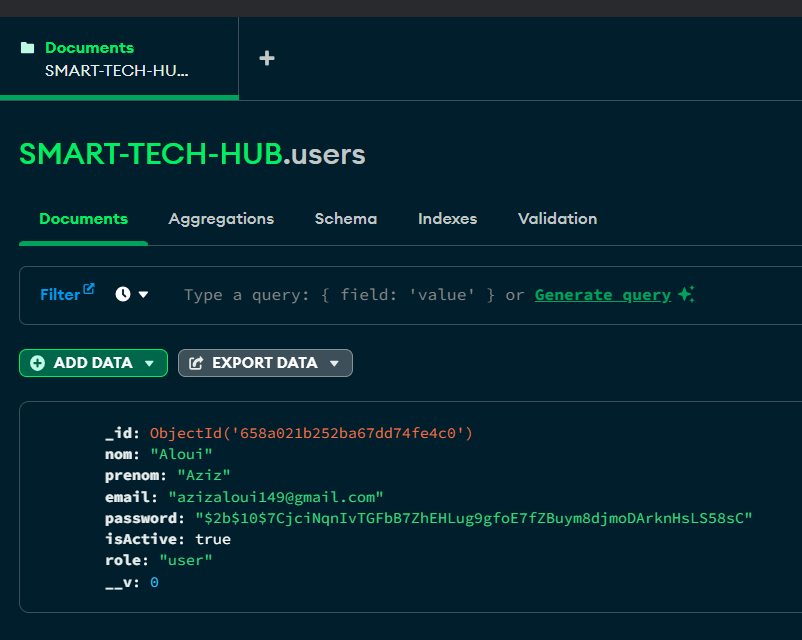 Documents
SMART-TECH-HU...
SMART-TECH-HUB.users
Documents Aggregations Schema Indexes Validation
Filter Type a query: { field: 'value' } or Generate query
ADD DATA EXPORT DATA
_id: ObjectId('658a021b252ba67dd74fe4c0')
nom: "Aloui"
prenom: "Aziz"
email: "azizaloui149@gmail.com"
password: "$2b$10$7CjciNqnIvTGFbB7ZhEHLug9gfoE7fZBuym8djmoDArknHsLS58sC"
isActive: true
role: "user"
__v: 0